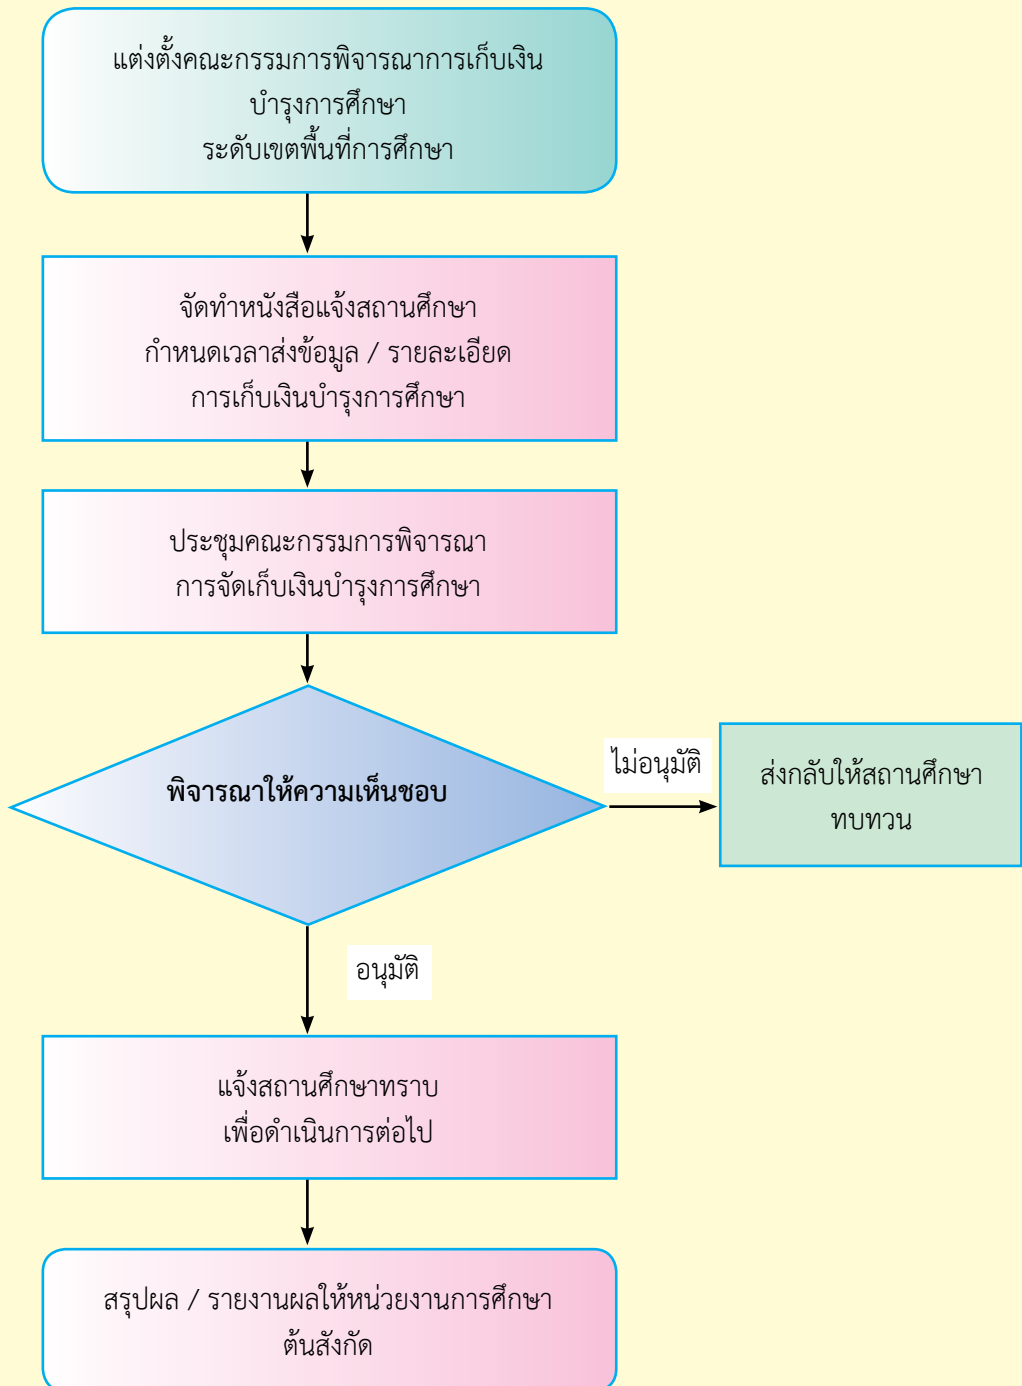 แต่งตั้งคณะกรรมการพิจารณาการเก็บเงิน
บำรุงการศึกษา
ระดับเขตพื้นที่การศึกษา
จัดทำหนังสือแจ้งสถานศึกษา
กำหนดเวลาส่งข้อมูล / รายละเอียด
การเก็บเงินบำรุงการศึกษา
ประชุมคณะกรรมการพิจารณา
การจัดเก็บเงินบำรุงการศึกษา
พิจารณาให้ความเห็นชอบ
ไม่อนุมัติ
ส่งกลับให้สถานศึกษา
ทบทวน
อนุมัติ
แจ้งสถานศึกษาทราบ
เพื่อดำเนินการต่อไป
สรุปผล / รายงานผลให้หน่วยงานการศึกษา
ต้นสังกัด